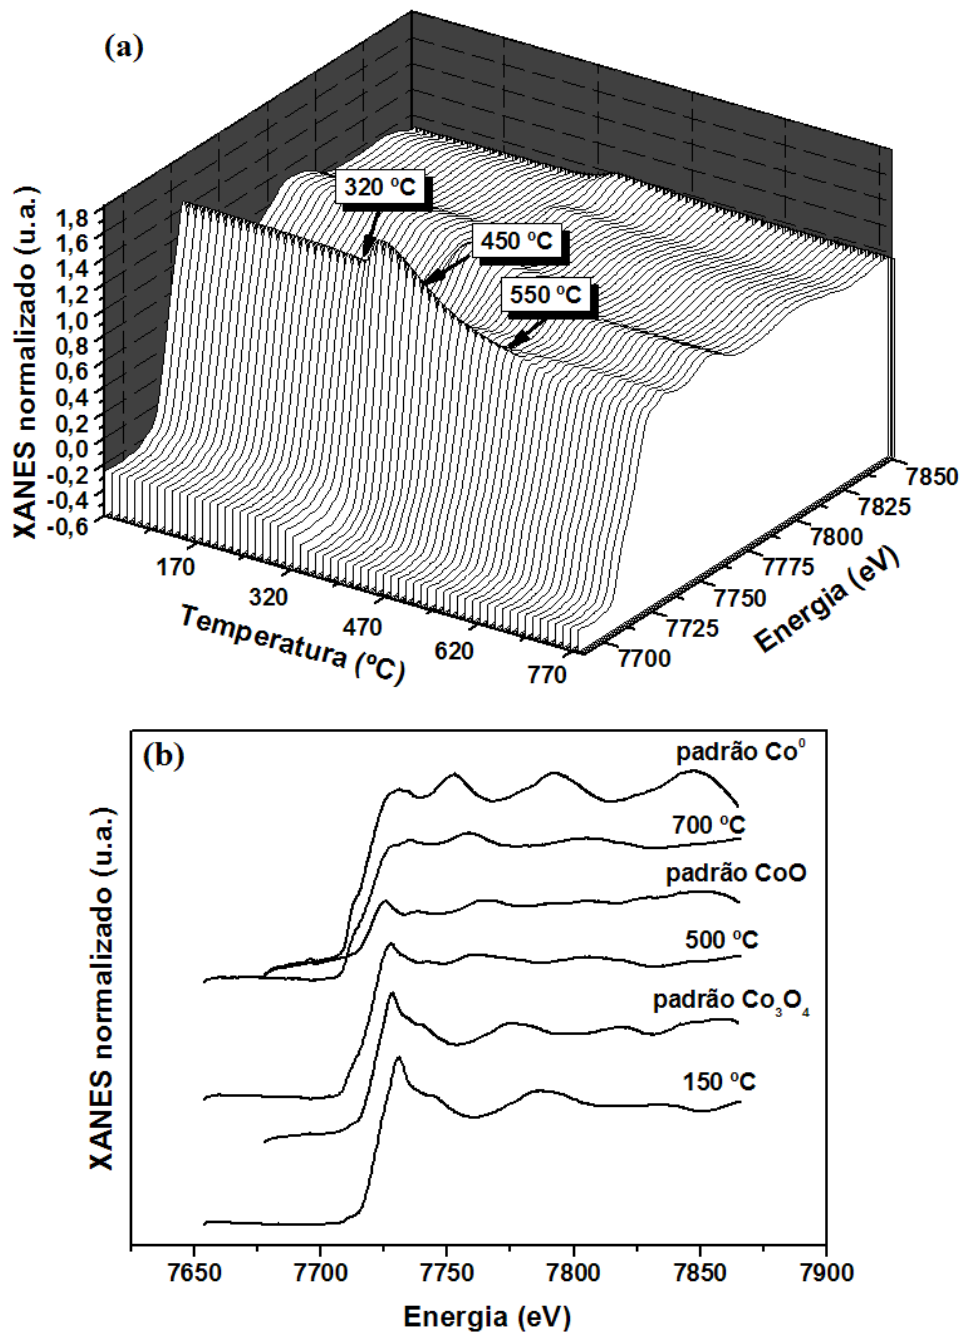 (a)
XANES normalizado (u.a.)
1,8
1,6
1,4
1,2
1,0
0,8
0,6
0,4
0,2
0,0
-0,2
-0,4
-0,6
320 ºC
450 ºC
550 ºC
170
320
470
620
770
Temperatura (ºC)
7700
7725
7750
7775
7800
7825
7850
Energia (eV)
(b)
XANES normalizado (u.a.)
padrão Co⁰
700 ºC
padrão CoO
500 ºC
padrão Co₃O₄
150 ºC
7650 7700 7750 7800 7850 7900
Energia (eV)